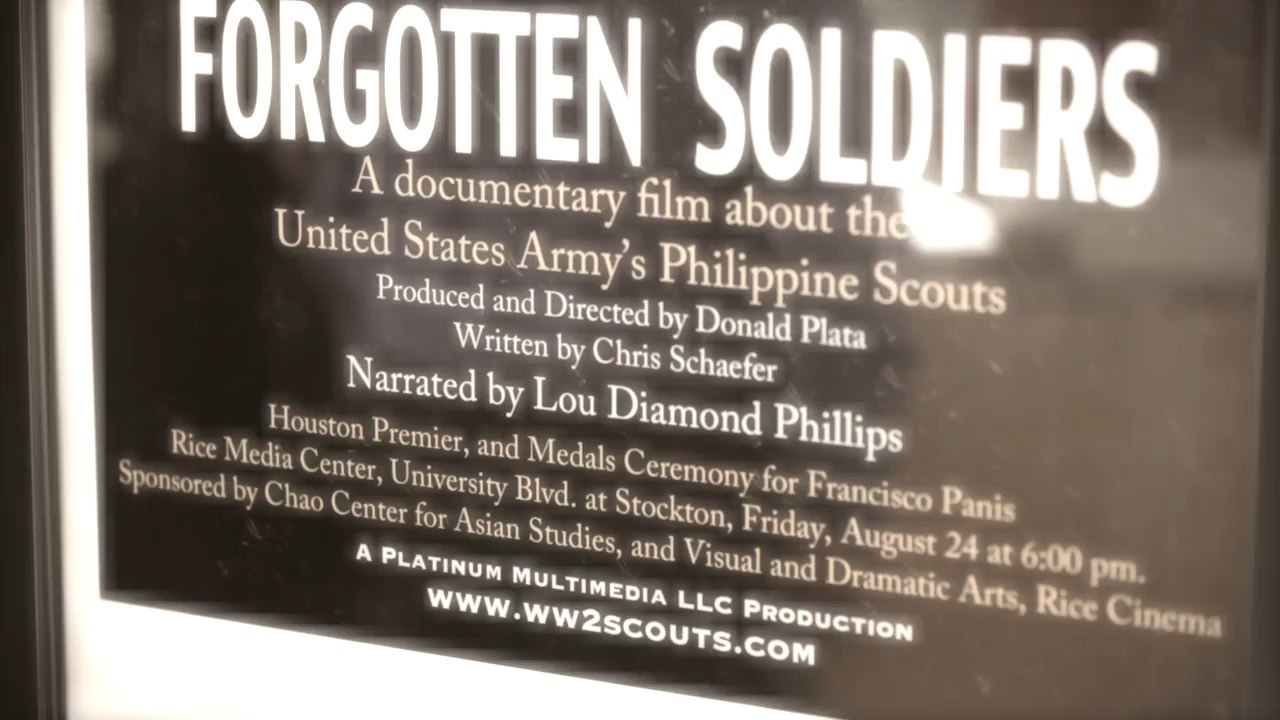 FORGOTTEN SOLDIERS
A documentary film about the
United States Army's Philippine Scouts
Produced and Directed by Donald Plata
Written by Chris Schaefer
Narrated by Lou Diamond Phillips
Houston Premier, and Medals Ceremony for Francisco Panis
Rice Media Center, University Blvd. at Stockton, Friday, August 24 at 6:00 pm.
Sponsored by Chao Center for Asian Studies, and Visual and Dramatic Arts, Rice Cinema
A PLATINUM MULTIMEDIA LLC PRODUCTION
WWW.WW2SCOUTS.COM